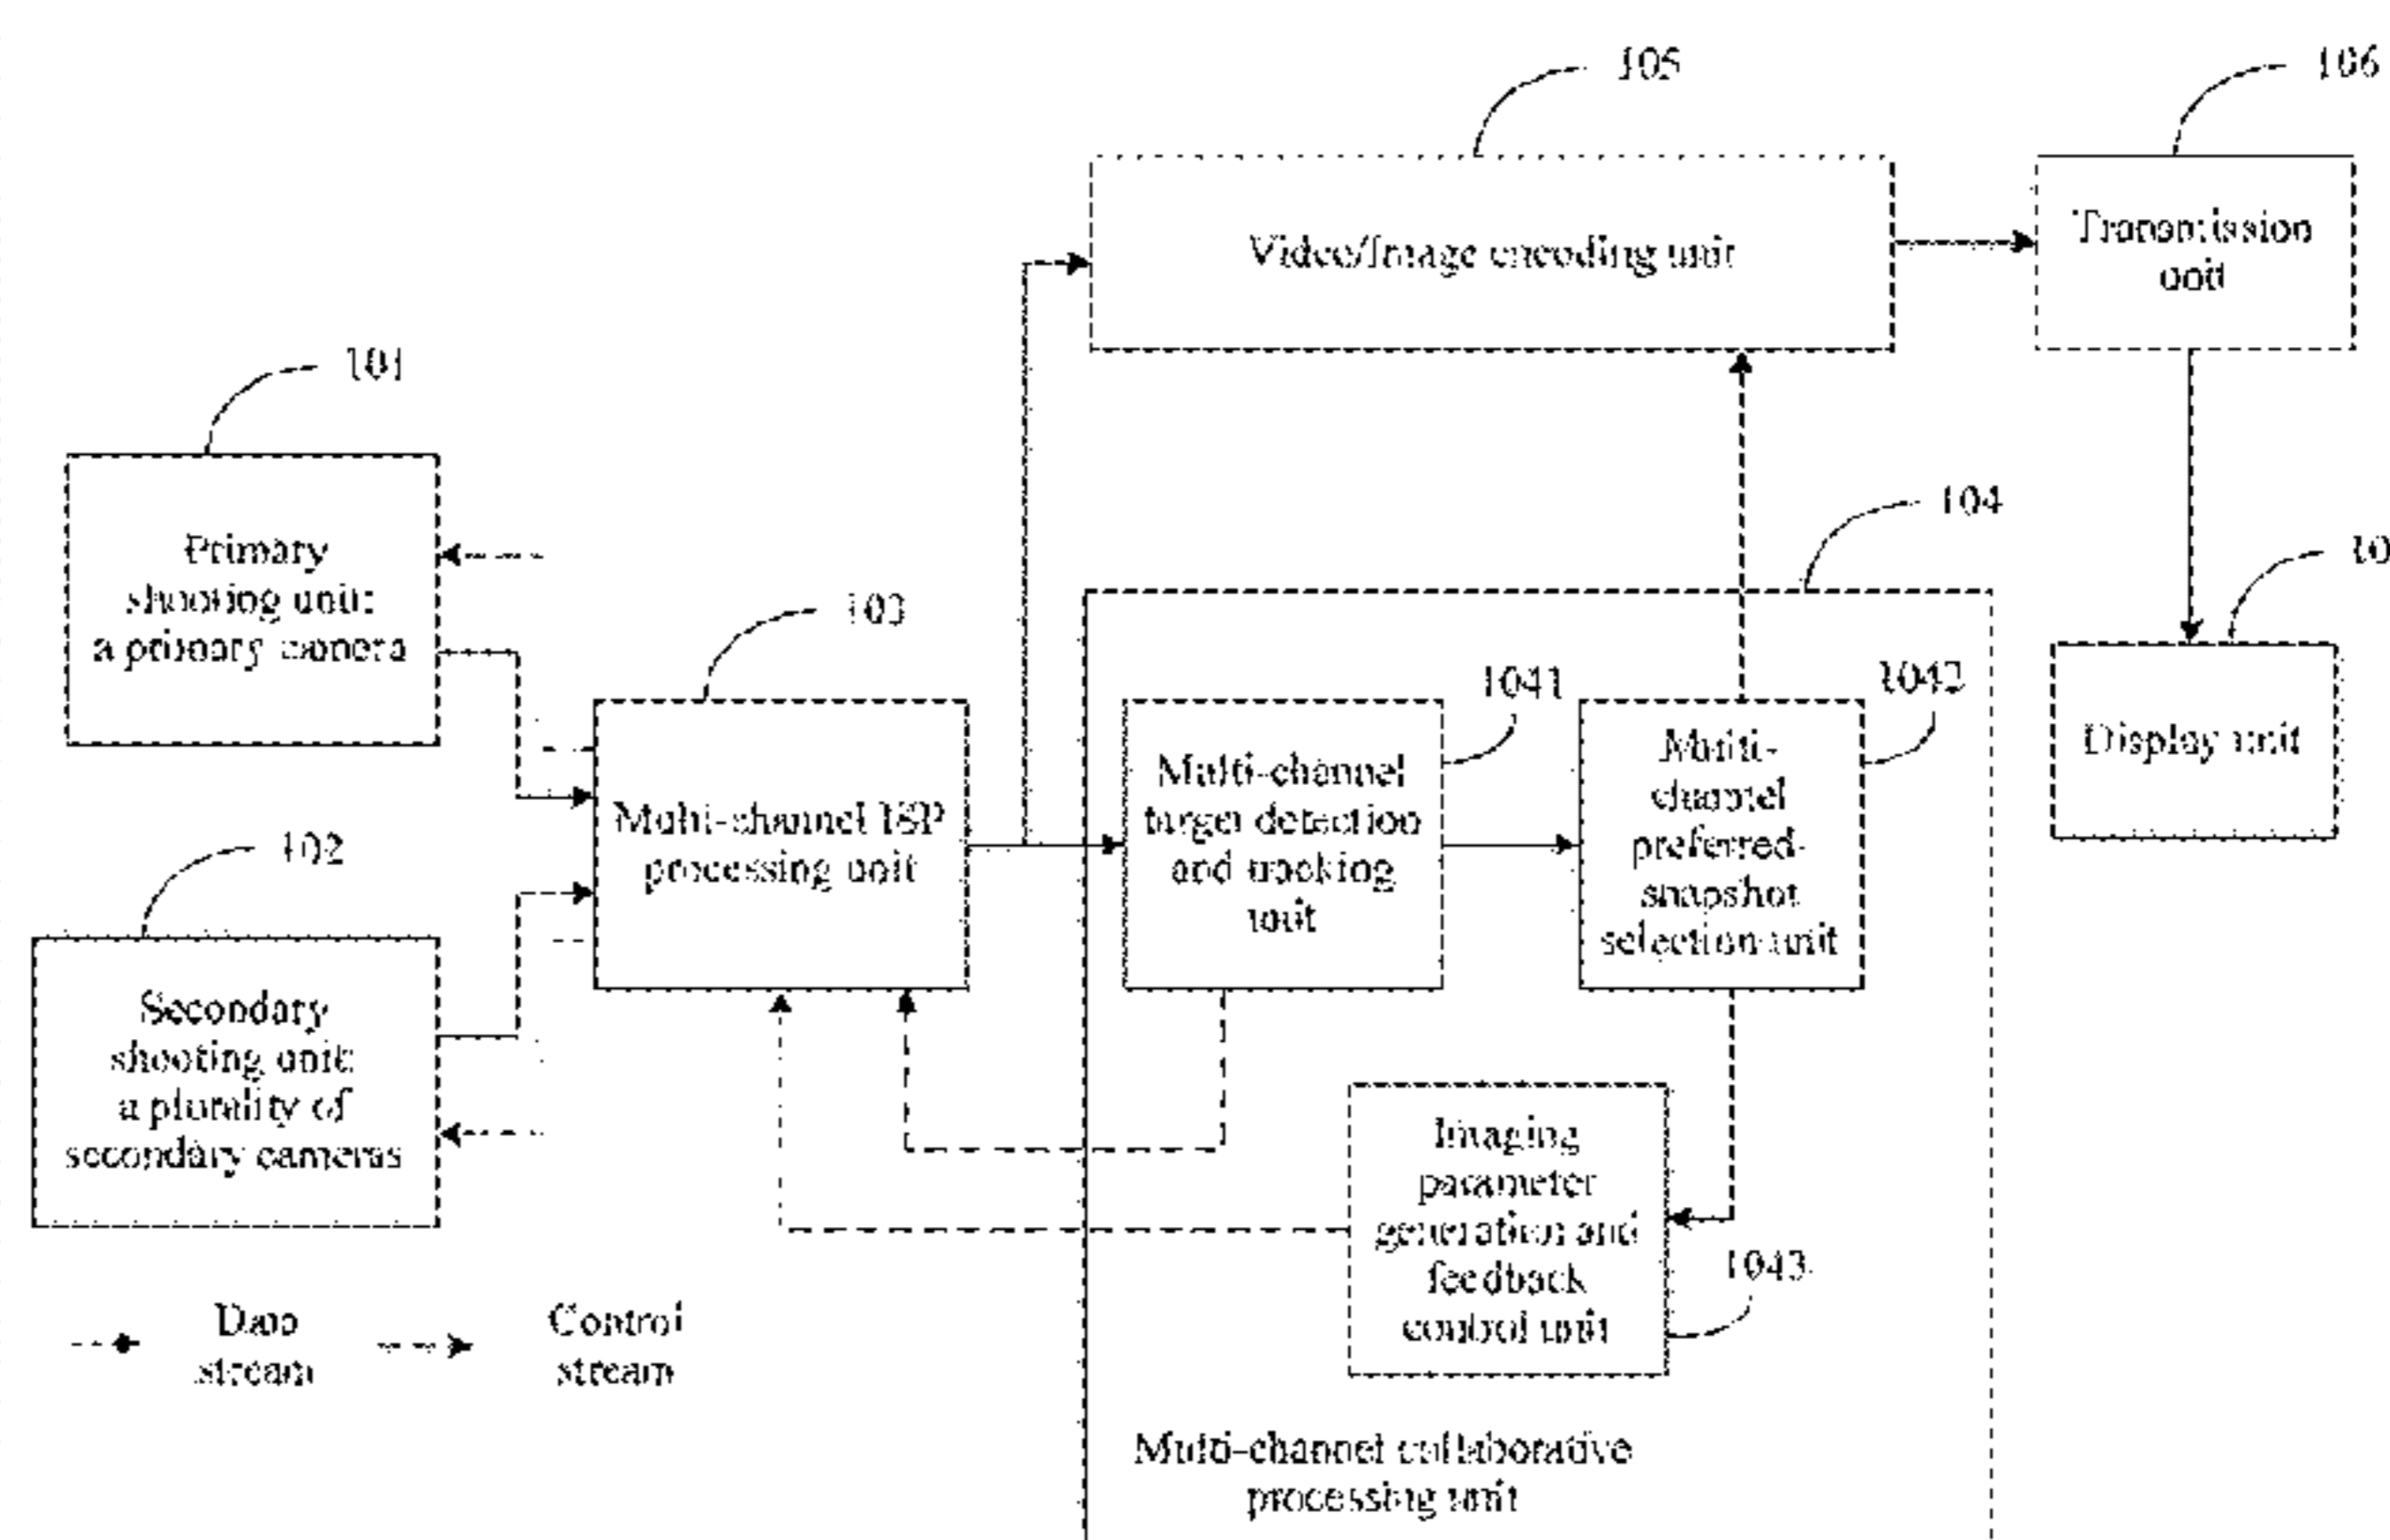 105
106
Video/Image encoding unit
Transmission
unit
101
104
10
Primary
shooting unit:
a primary camera
103
1041
1042
Display unit
Multi-channel ISP
processing unit
Multi-channel
target detection
and tracking
unit
Multi-
channel
preferred-
snapshot
selection unit
102
Secondary
shooting unit:
a plurality of
secondary cameras
Imaging
parameter
generation and
feedback
control unit
1043
Data
stream
Control
stream
Multi-channel collaborative
processing unit